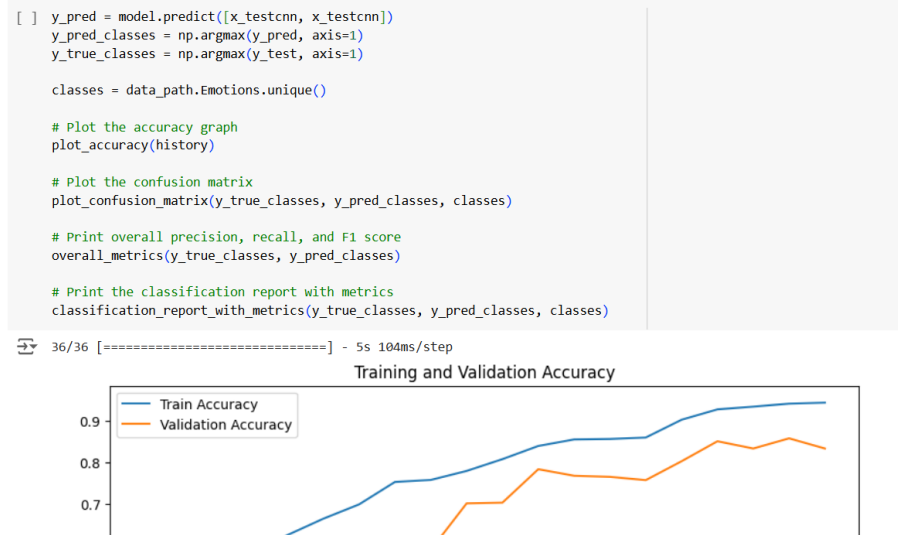 [ ] y_pred = model.predict([x_testcnn, x_testcnn])
y_pred_classes = np.argmax(y_pred, axis=1)
y_true_classes = np.argmax(y_test, axis=1)
classes = data_path.Emotions.unique()
# Plot the accuracy graph
plot_accuracy(history)
# Plot the confusion matrix
plot_confusion_matrix(y_true_classes, y_pred_classes, classes)
# Print overall precision, recall, and F1 score
overall_metrics(y_true_classes, y_pred_classes)
# Print the classification report with metrics
classification_report_with_metrics(y_true_classes, y_pred_classes, classes)
36/36 [==============================] - 5s 104ms/step
Training and Validation Accuracy
Train Accuracy
Validation Accuracy
0.9
0.8
0.7